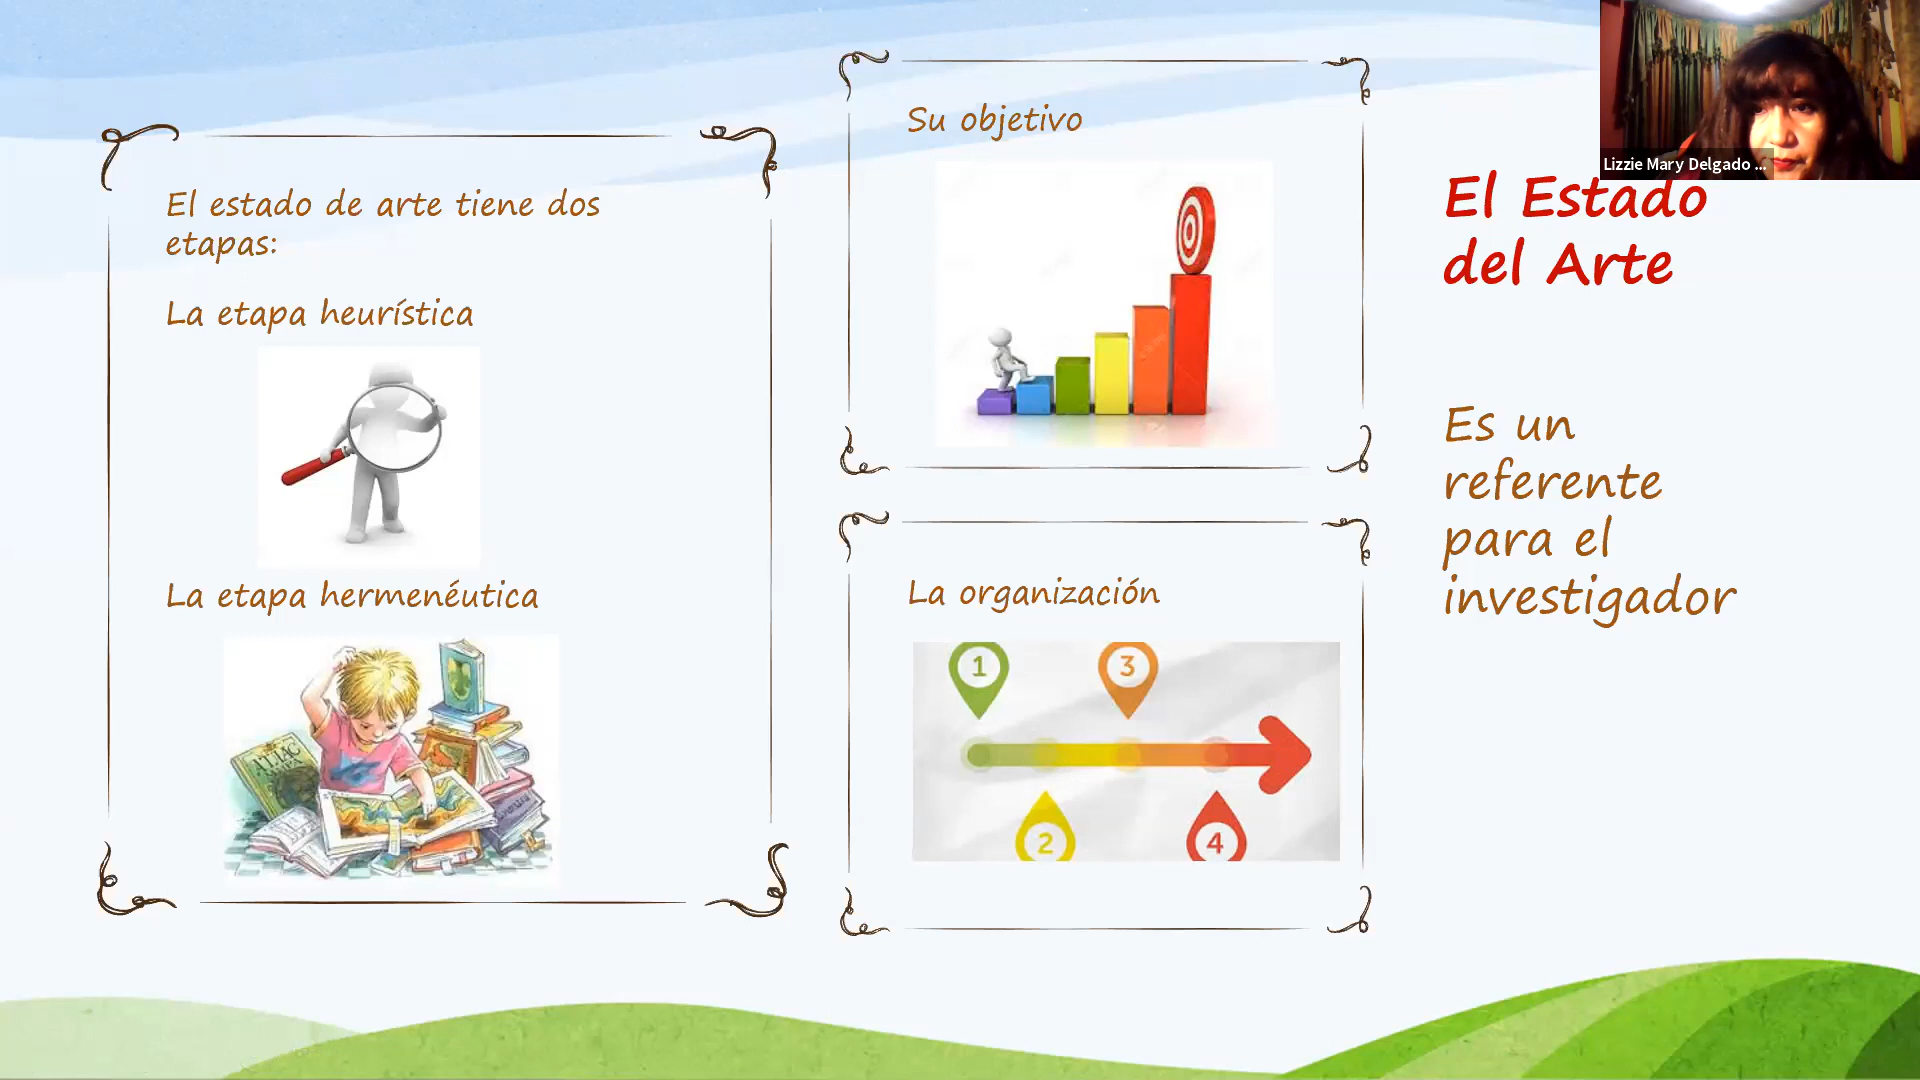 El estado de arte tiene dos
etapas:
La etapa heurística
La etapa hermenéutica
Su objetivo
La organización
1
3
2
4
Lizzie Mary Delgado ...
El Estado
del Arte
Es un
referente
para el
investigador